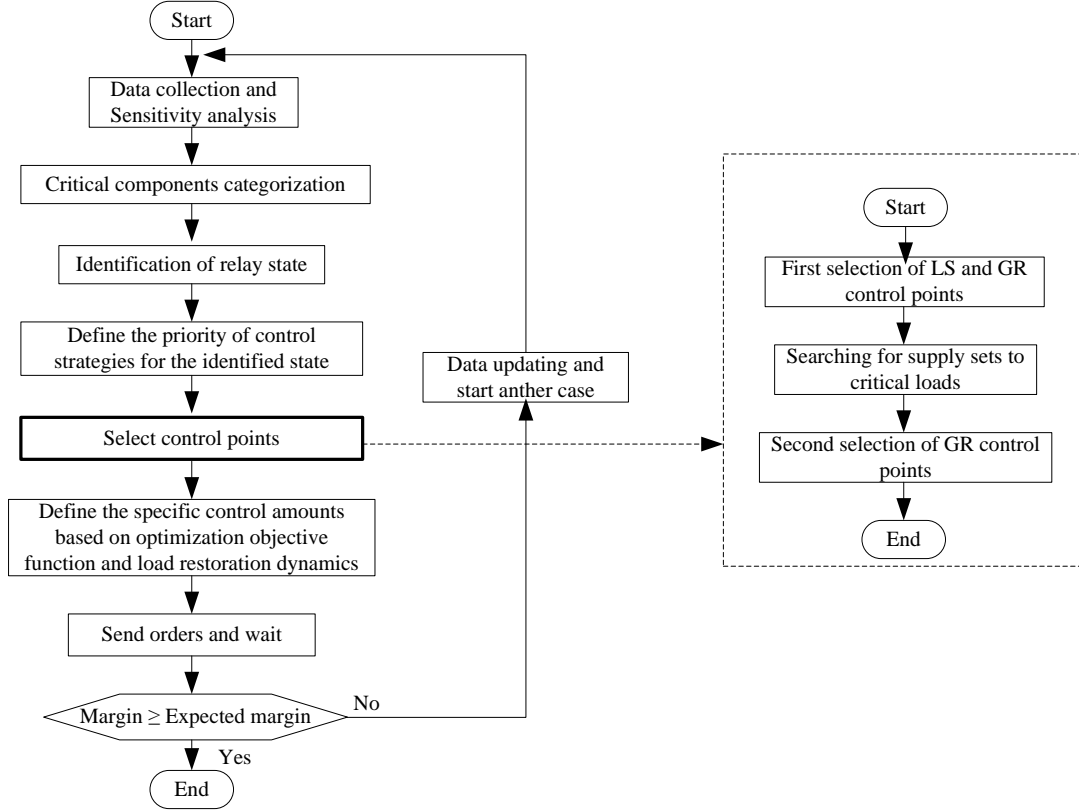 Start
Data collection and
Sensitivity analysis
Critical components categorization
Identification of relay state
Define the priority of control
strategies for the identified state
Select control points
Define the specific control amounts
based on optimization objective
function and load restoration dynamics
Send orders and wait
Margin ≥ Expected margin
No
Yes
End
Data updating and
start anther case
Start
First selection of LS and GR
control points
Searching for supply sets to
critical loads
Second selection of GR control
points
End